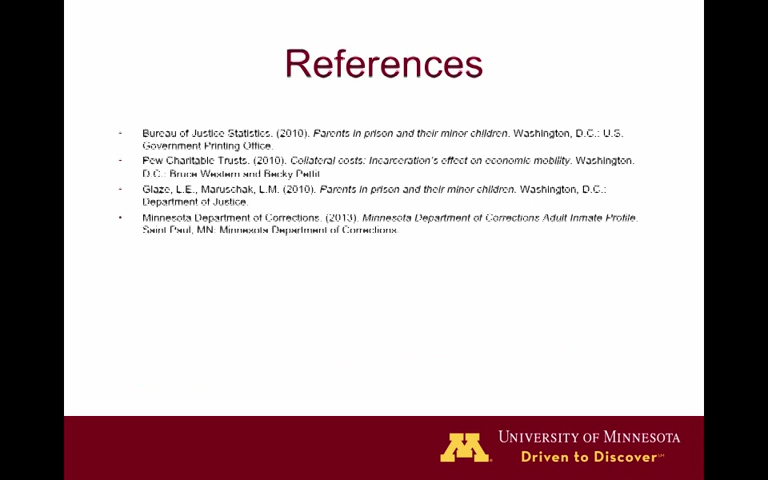 References
- Bureau of Justice Statistics. (2010). Parents in prison and their minor children. Washington, D.C.: U.S.
Government Printing Office.
- Pew Charitable Trusts. (2010). Collateral costs: Incarceration's effect on economic mobility. Washington.
D.C.: Bruce Western and Becky Pettit
- Glaze, L.E., Maruschak, L.M. (2010). Parents in prison and their minor children. Washington, D.C.:
Department of Justice.
• Minnesota Department of Corrections. (2013). Minnesota Department of Corrections Adult Inmate Profile.
Saint Paul, MN: Minnesota Department of Corrections.
M
UNIVERSITY OF MINNESOTA
Driven to Discover℠